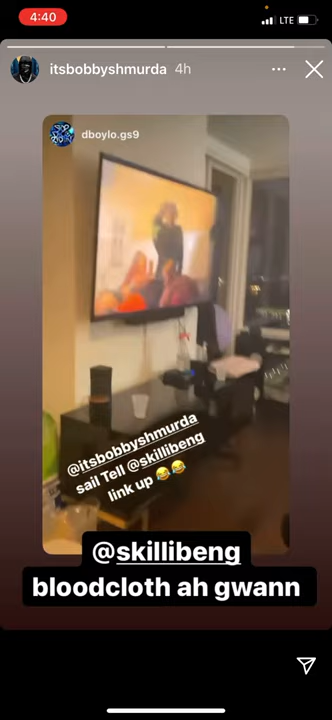 4:40
LTE
itsbobbyshmurda 4h
dboylo.gs9
@itsbobbyshmurda
sail Tell @skillibeng
link up 😂😂
@skillibeng
bloodcloth ah gwann